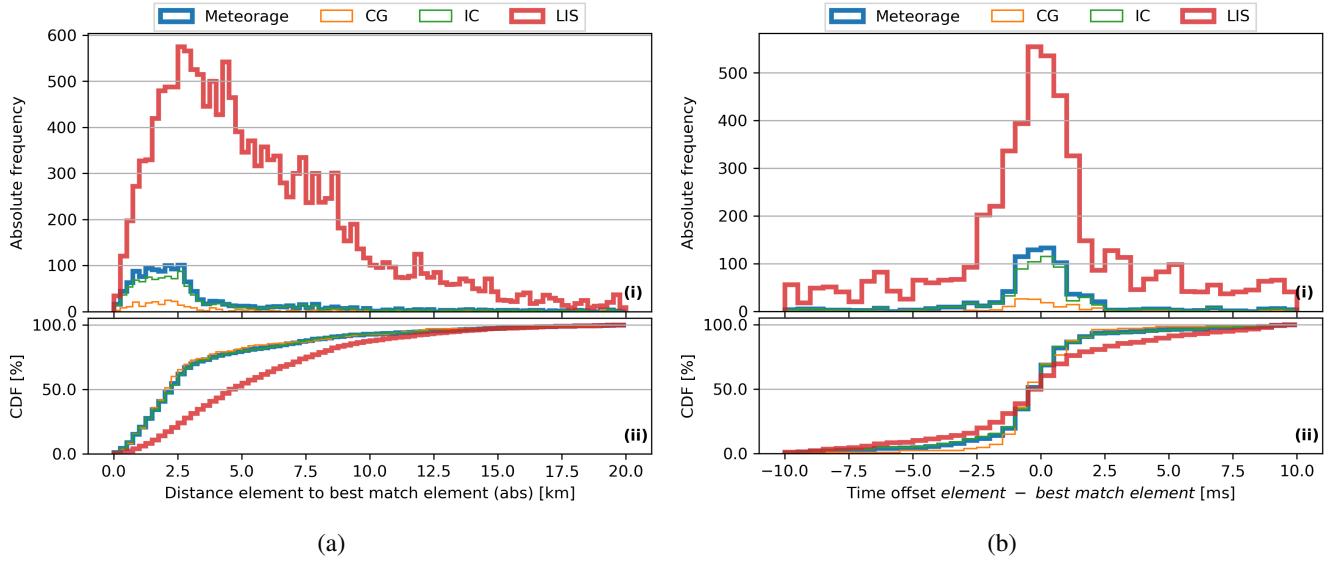 Meteorage CG IC LIS
600
500
400
300
200
100
0
Absolute frequency
(i)
100.0
50.0
0.0
CDF [%]
(ii)
0.0 2.5 5.0 7.5 10.0 12.5 15.0 17.5 20.0
Distance element to best match element (abs) [km]
(a)
Meteorage CG IC LIS
500
400
300
200
100
0
Absolute frequency
(i)
100.0
50.0
0.0
CDF [%]
(ii)
−10.0 −7.5 −5.0 −2.5 0.0 2.5 5.0 7.5 10.0
Time offset element − best match element [ms]
(b)